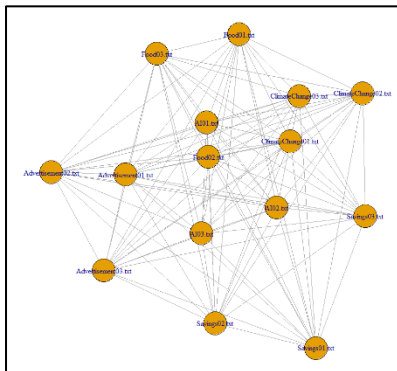 Food01.txt
Food03.txt
ClimateChange03.txt
ClimateChange02.txt
AI01.txt
ClimateChange01.txt
Food02.txt
Advertisement02.txt
Advertisement01.txt
AI02.txt
Savings03.txt
AI03.txt
Advertisement03.txt
Savings02.txt
Savings01.txt